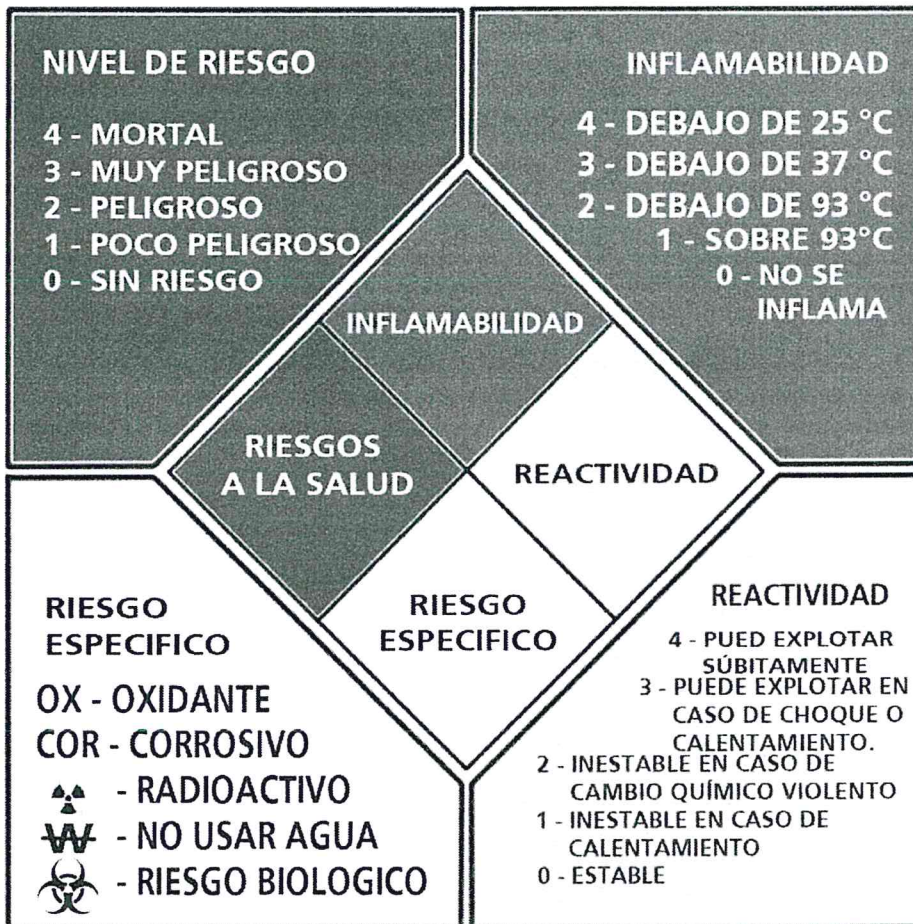 NIVEL DE RIESGO
4 - MORTAL
3 - MUY PELIGROSO
2 - PELIGROSO
1 - POCO PELIGROSO
0 - SIN RIESGO
INFLAMABILIDAD
4 - DEBAJO DE 25 °C
3 - DEBAJO DE 37 °C
2 - DEBAJO DE 93 °C
1 - SOBRE 93°C
0 - NO SE
INFLAMA
INFLAMABILIDAD
RIESGOS
A LA SALUD
REACTIVIDAD
RIESGO
ESPECIFICO
RIESGO
ESPECIFICO
OX - OXIDANTE
COR - CORROSIVO
- RADIOACTIVO
W - NO USAR AGUA
- RIESGO BIOLOGICO
REACTIVIDAD
4 - PUED EXPLOTAR
SÚBITAMENTE
3 - PUEDE EXPLOTAR EN
CASO DE CHOQUE O
CALENTAMIENTO.
2 - INESTABLE EN CASO DE
CAMBIO QUÍMICO VIOLENTO
1 - INESTABLE EN CASO DE
CALENTAMIENTO
0 - ESTABLE